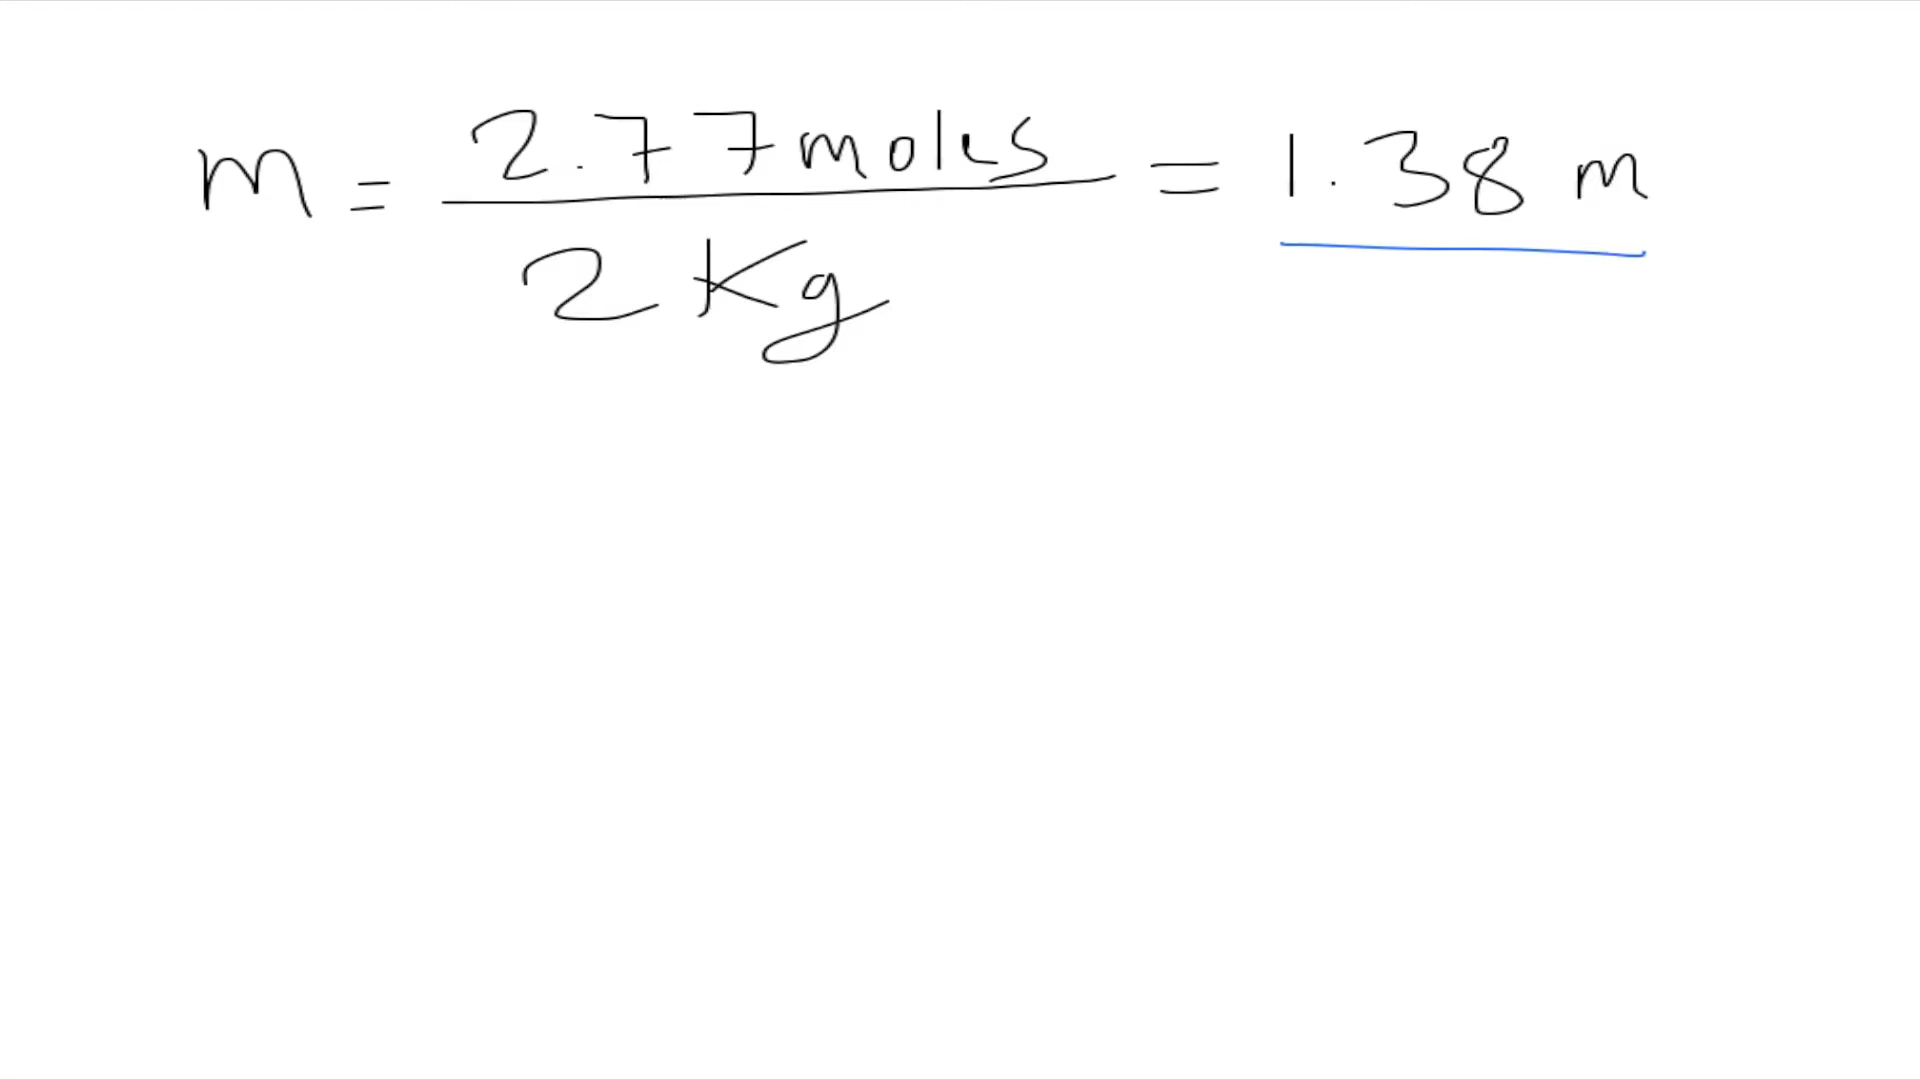 m = 2.77 moles / 2 Kg = 1.38 m